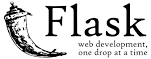 Flask
web development,
one drop at a time